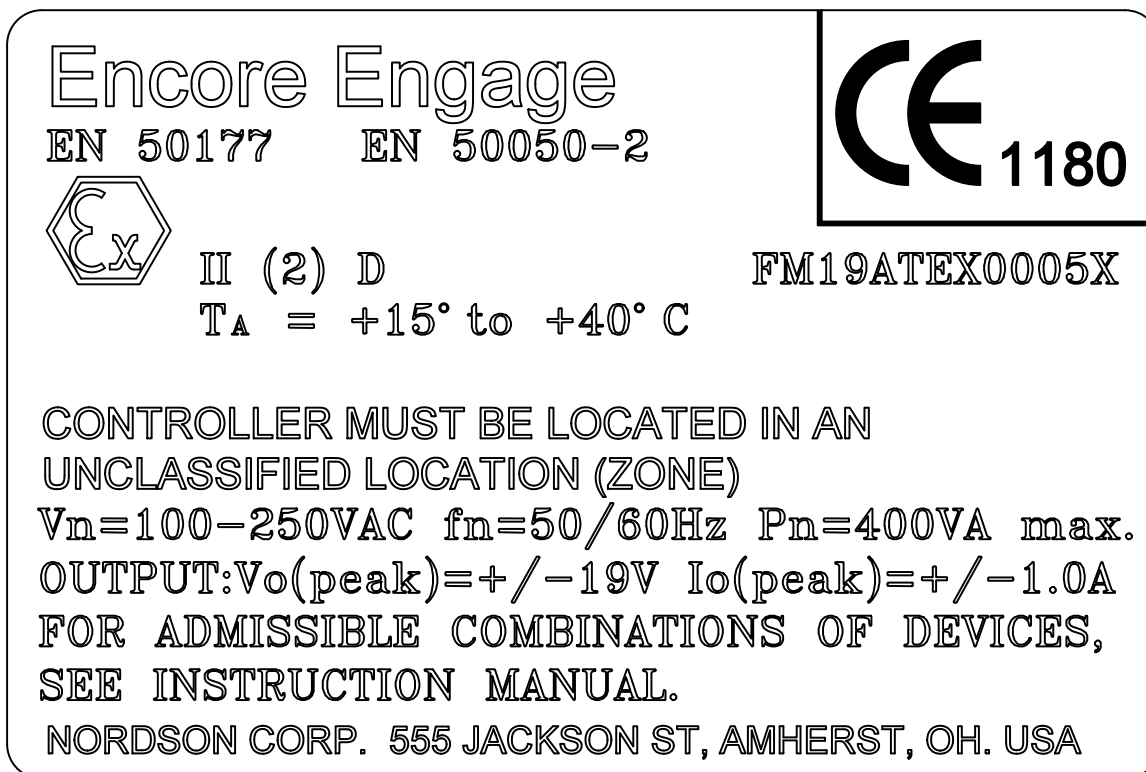 Encore Engage
CE 1180
EN 50177 EN 50050-2
Ex
II (2) D FM19ATEX0005X
TA = +15° to +40° C
CONTROLLER MUST BE LOCATED IN AN
UNCLASSIFIED LOCATION (ZONE)
Vn=100-250VAC fn=50/60Hz Pn=400VA max.
OUTPUT:Vo(peak)=+/-19V Io(peak)=+/-1.0A
FOR ADMISSIBLE COMBINATIONS OF DEVICES,
SEE INSTRUCTION MANUAL.
NORDSON CORP. 555 JACKSON ST, AMHERST, OH. USA